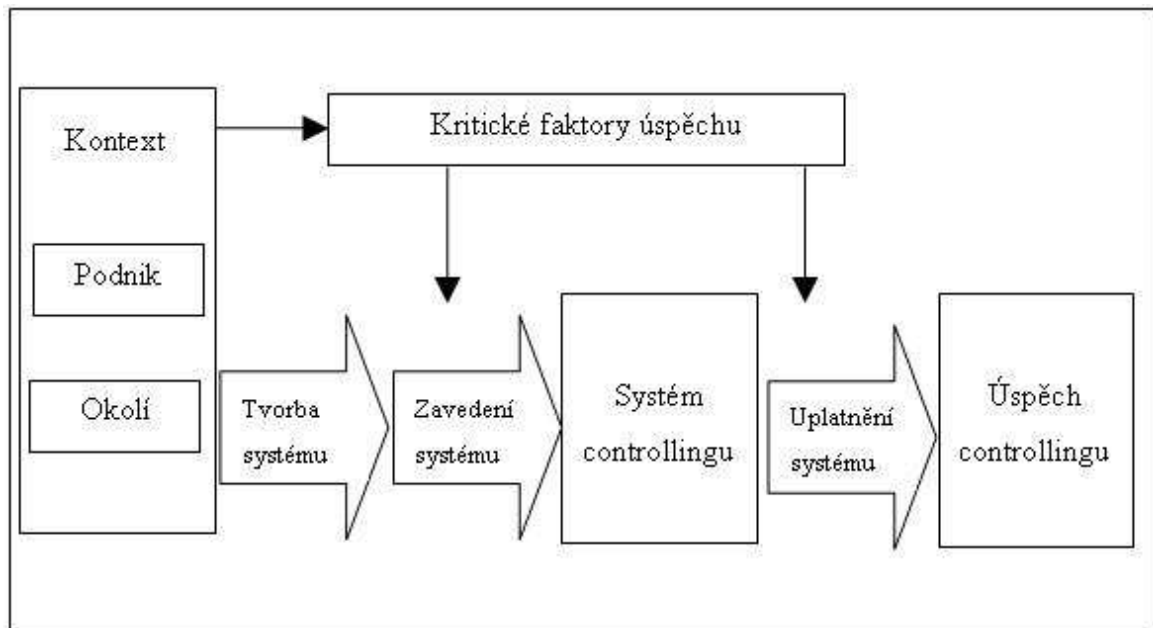 Kontext
Podnik
Okolí
Kritické faktory úspěchu
Tvorba
systému
Zavedení
systému
Systém
controllingu
Uplatnění
systému
Úspěch
controllingu